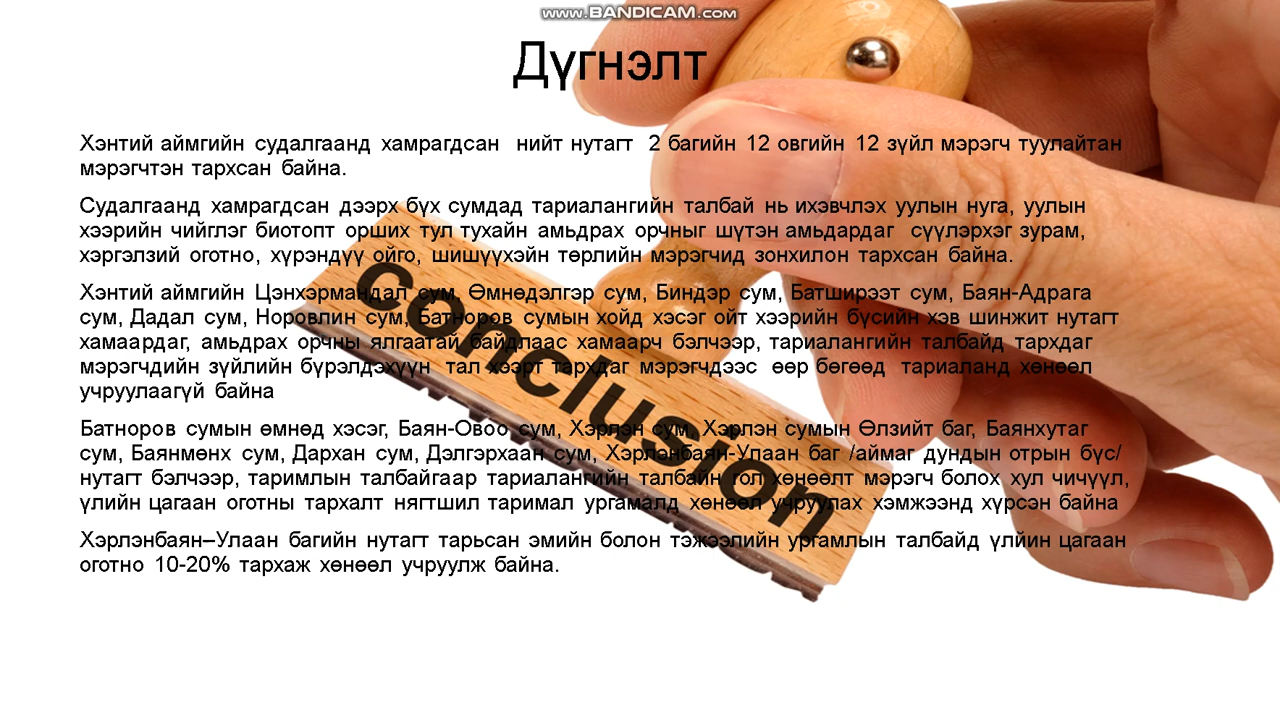 www.BANDICAM.com
Дүгнэлт
Хэнтий аймгийн судалгаанд хамрагдсан нийт нутагт 2 багийн 12 овгийн 12 зүйл мэрэгч туулайтан
мэрэгчтэн тархсан байна.
Судалгаанд хамрагдсан дээрх бүх сумдад тариалангийн талбай нь ихэвчлэх уулын нуга, уулын
хээрийн чийглэг биотопт орших тул тухайн амьдрах орчныг шүтэн амьдардаг сүүлэрхэг зурам,
хэргэлзий оготно, хүрэндүү ойго, шишүүхэйн төрлийн мэрэгчид зонхилон тархсан байна.
Хэнтий аймгийн Цэнхэрмандал сум, Өмнөдэлгэр сум, Биндэр сум, Батширээт сум, Баян-Адрага
сум, Дадал сум, Норовлин сум, Батноров сумын хойд хэсэг ойт хээрийн бүсийн хэв шинжит нутагт
хамаардаг, амьдрах орчны ялгаатай байдлаас хамаарч бэлчээр, тариалангийн талбайд тархдаг
мэрэгчдийн зүйлийн бүрэлдэхүүн тал хээрт тархдаг мэрэгчдээс өөр бөгөөд тариаланд хөнөөл
учруулаагүй байна
Батноров сумын өмнөд хэсэг, Баян-Овоо сум, Хэрлэн сум, Хэрлэн сумын Өлзийт баг, Баянхутаг
сум, Баянмөнх сум, Дархан сум, Дэлгэрхаан сум, Хэрлэнбаян-Улаан баг /аймаг дундын отрын бүс/
нутагт бэлчээр, таримлын талбайгаар тариалангийн талбайн гол хөнөөлт мэрэгч болох хул чичүүл,
үлийн цагаан оготны тархалт нягтшил таримал ургамалд хөнөөл учруулах хэмжээнд хүрсэн байна
Хэрлэнбаян–Улаан багийн нутагт тарьсан эмийн болон тэжээлийн ургамлын талбайд үлйин цагаан
оготно 10-20% тархаж хөнөөл учруулж байна.
conclusion